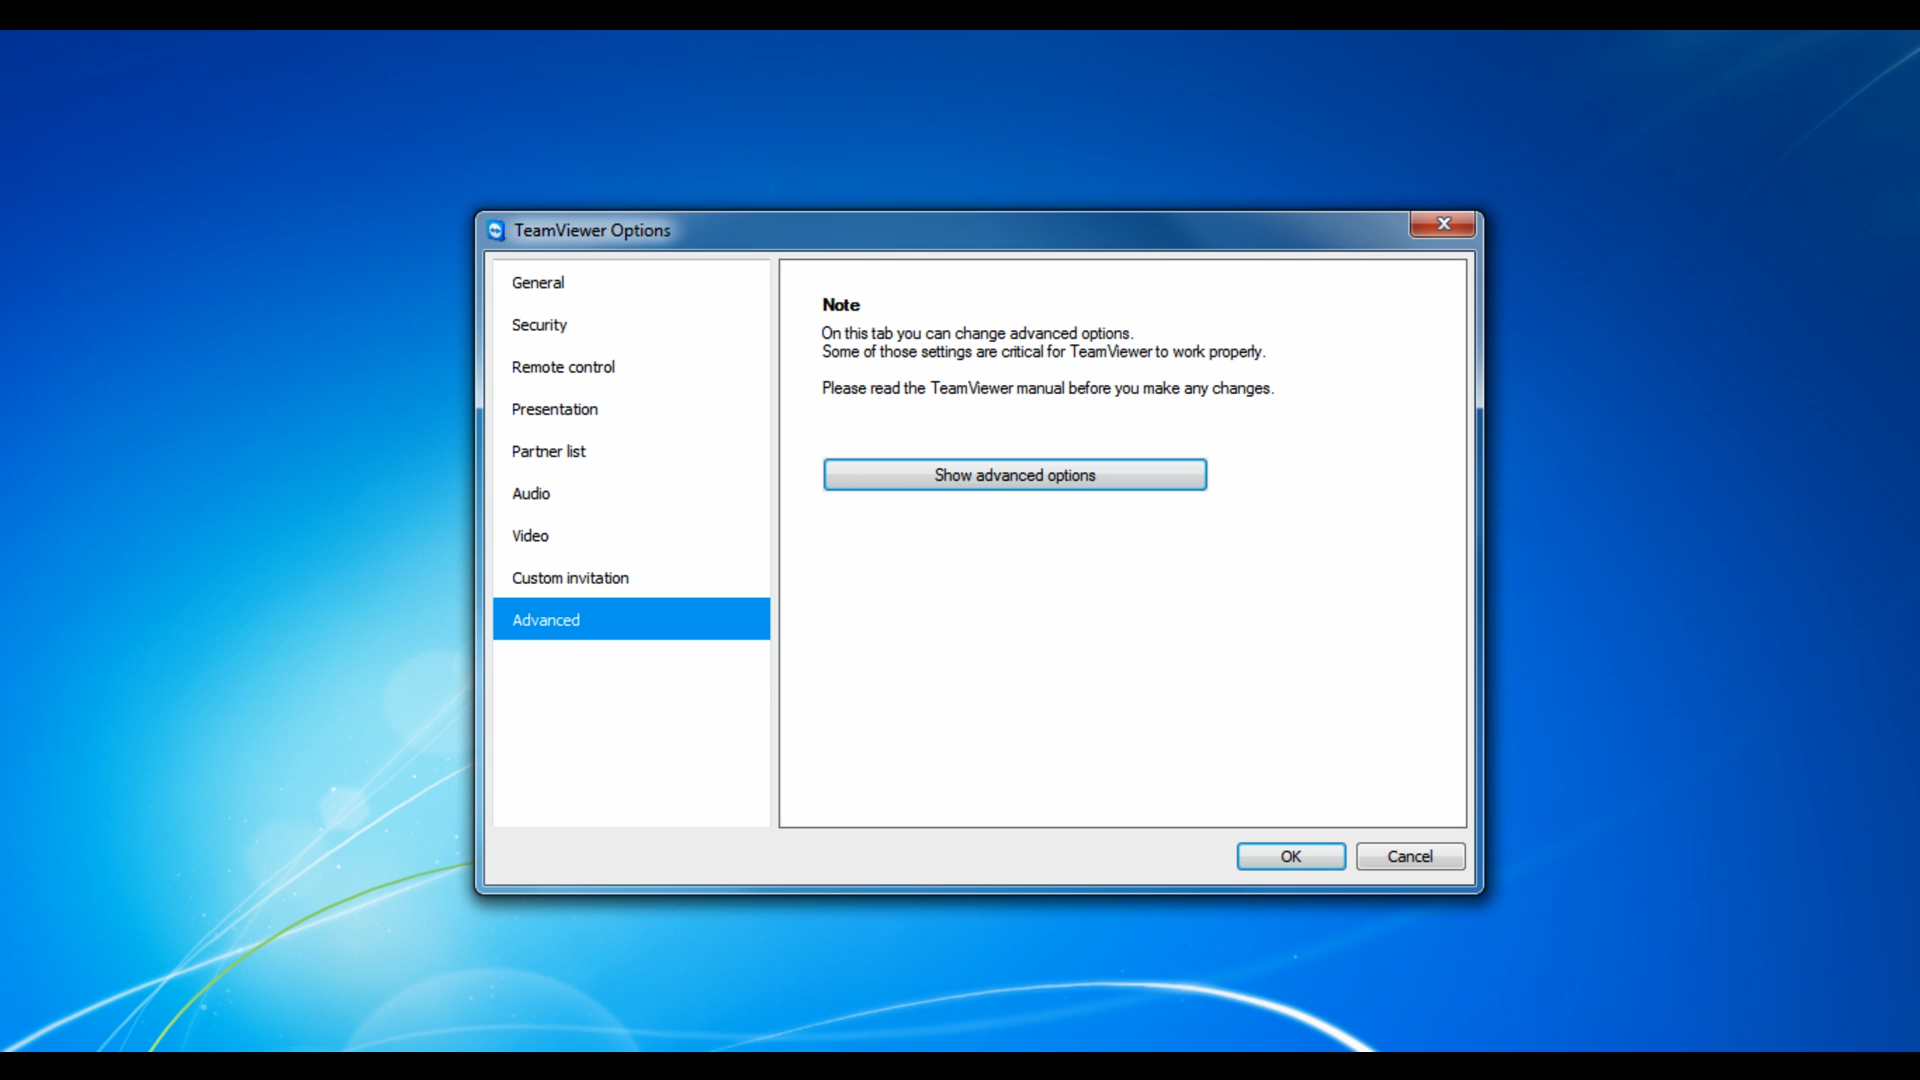 TeamViewer Options
General
Security
Remote control
Presentation
Partner list
Audio
Video
Custom invitation
Advanced
Note
On this tab you can change advanced options.
Some of those settings are critical for TeamViewer to work properly.
Please read the TeamViewer manual before you make any changes.
Show advanced options
OK
Cancel